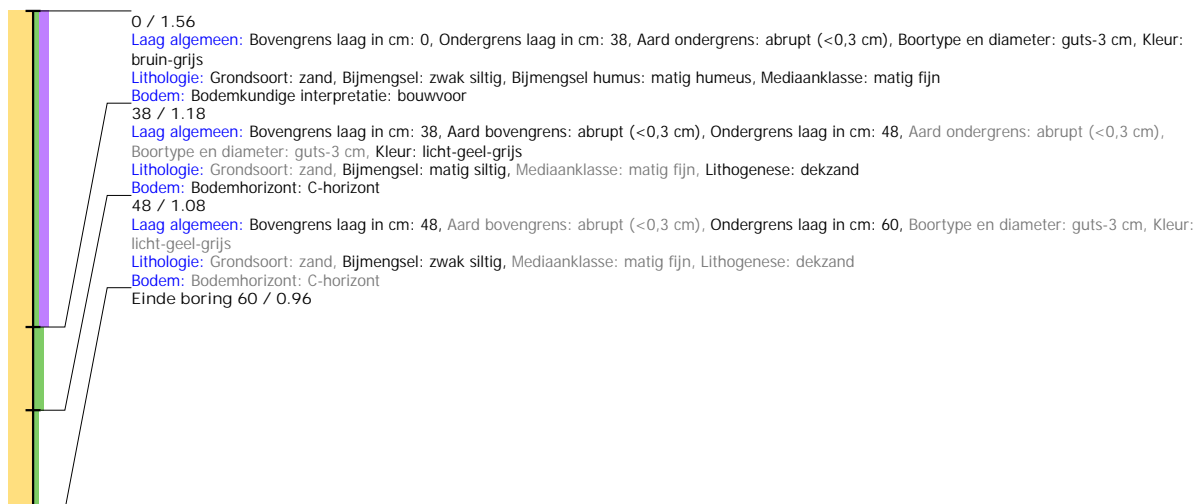 0 / 1.56
Laag algemeen: Bovengrens laag in cm: 0, Ondergrens laag in cm: 38, Aard ondergrens: abrupt (<0,3 cm), Boortype en diameter: guts-3 cm, Kleur:
bruin-grijs
Lithologie: Grondsoort: zand, Bijmengsel: zwak siltig, Bijmengsel humus: matig humeus, Mediaanklasse: matig fijn
Bodem: Bodemkundige interpretatie: bouwvoor
38 / 1.18
Laag algemeen: Bovengrens laag in cm: 38, Aard bovengrens: abrupt (<0,3 cm), Ondergrens laag in cm: 48, Aard ondergrens: abrupt (<0,3 cm),
Boortype en diameter: guts-3 cm, Kleur: licht-geel-grijs
Lithologie: Grondsoort: zand, Bijmengsel: matig siltig, Mediaanklasse: matig fijn, Lithogenese: dekzand
Bodem: Bodemhorizont: C-horizont
48 / 1.08
Laag algemeen: Bovengrens laag in cm: 48, Aard bovengrens: abrupt (<0,3 cm), Ondergrens laag in cm: 60, Boortype en diameter: guts-3 cm, Kleur:
licht-geel-grijs
Lithologie: Grondsoort: zand, Bijmengsel: zwak siltig, Mediaanklasse: matig fijn, Lithogenese: dekzand
Bodem: Bodemhorizont: C-horizont
Einde boring 60 / 0.96